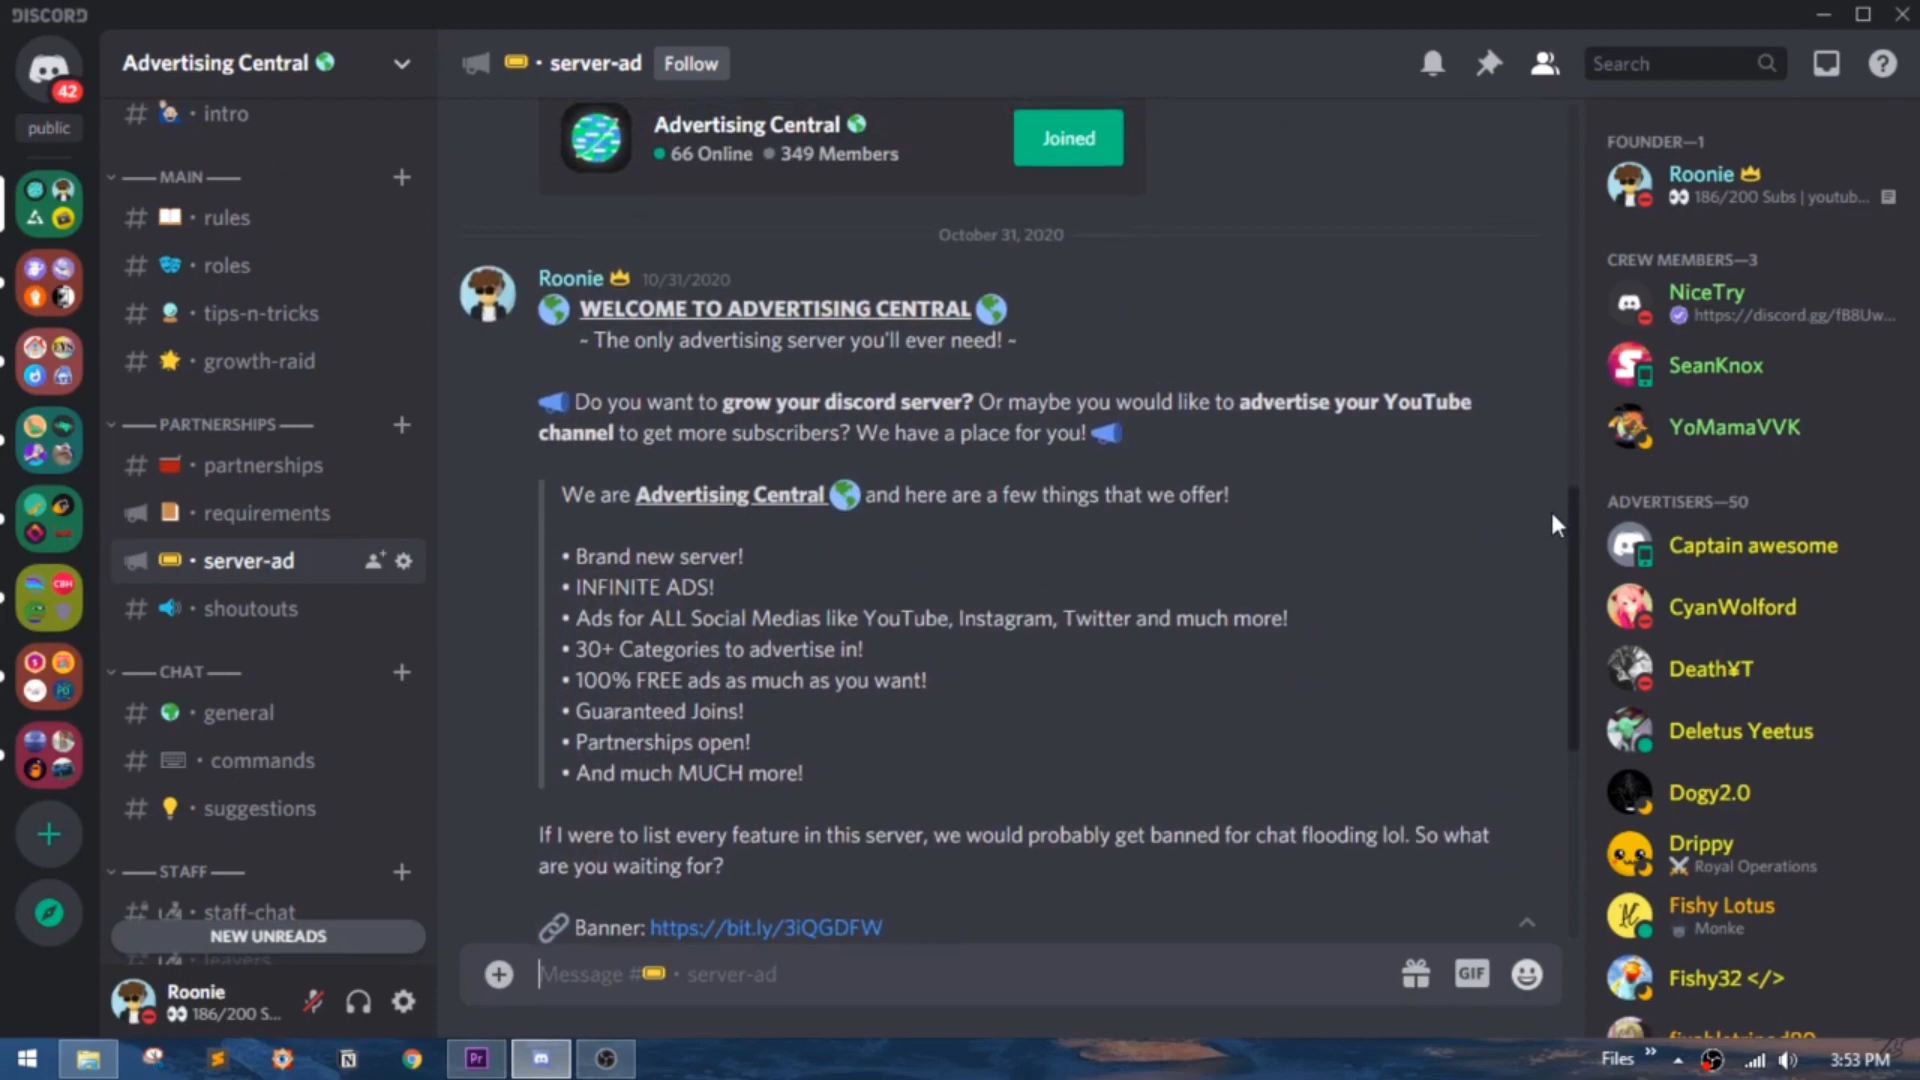 DISCORD
42
public
Advertising Central
intro
MAIN
rules
roles
tips-n-tricks
growth-raid
PARTNERSHIPS
partnerships
requirements
server-ad
shoutouts
CHAT
general
commands
suggestions
STAFF
staff-chat
NEW UNREADS
leavers
Roonie
186/200 S...
server-ad
Follow
Search
Advertising Central
66 Online 349 Members
Joined
October 31, 2020
Roonie 10/31/2020
WELCOME TO ADVERTISING CENTRAL
~ The only advertising server you'll ever need! ~
Do you want to grow your discord server? Or maybe you would like to advertise your YouTube
channel to get more subscribers? We have a place for you!
We are Advertising Central and here are a few things that we offer!
• Brand new server!
• INFINITE ADS!
• Ads for ALL Social Medias like YouTube, Instagram, Twitter and much more!
• 30+ Categories to advertise in!
• 100% FREE ads as much as you want!
• Guaranteed Joins!
• Partnerships open!
• And much MUCH more!
If I were to list every feature in this server, we would probably get banned for chat flooding lol. So what
are you waiting for?
Banner: https://bit.ly/3iQGDFW
Message # · server-ad
GIF
FOUNDER—1
Roonie
186/200 Subs | youtub...
CREW MEMBERS—3
NiceTry
https://discord.gg/fB8Uw...
SeanKnox
YoMamaVVK
ADVERTISERS—50
Captain awesome
CyanWolford
Death¥T
Deletus Yeetus
Dogy2.0
Drippy
Royal Operations
Fishy Lotus
Monke
Fishy32 </>
Pr
Files
3:53 PM